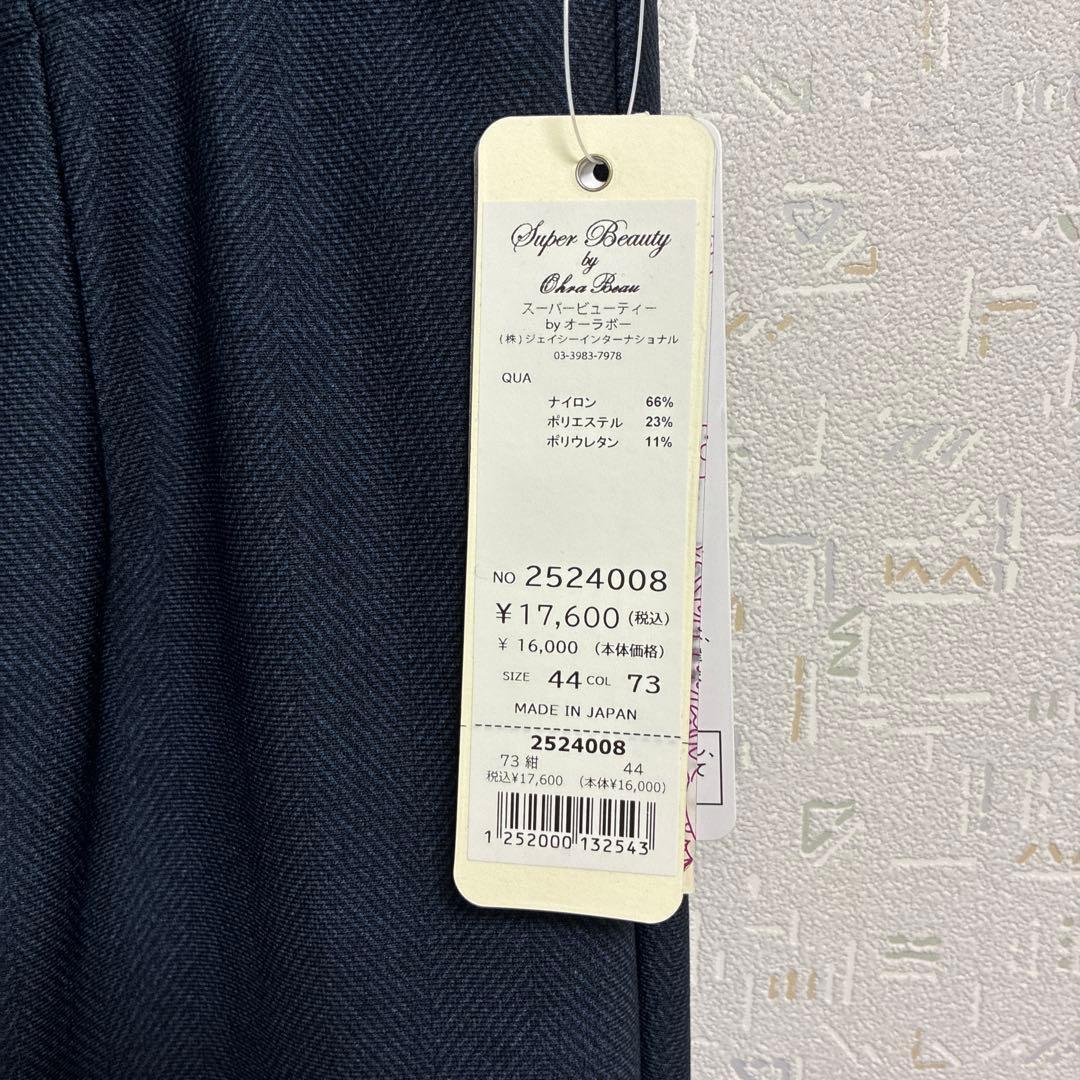 Super Beauty
by
Ohra Beau
スーパービューティー
by オーラボー
(株)ジェイシーインターナショナル
03-3983-7978
QUA
ナイロン 66%
ポリエステル 23%
ポリウレタン 11%
NO 2524008
¥17,600 (税込)
¥ 16,000 (本体価格)
SIZE 44 COL 73
MADE IN JAPAN
2524008
73 紺 44
税込¥17,600 (本体¥16,000)
1 252000 132543